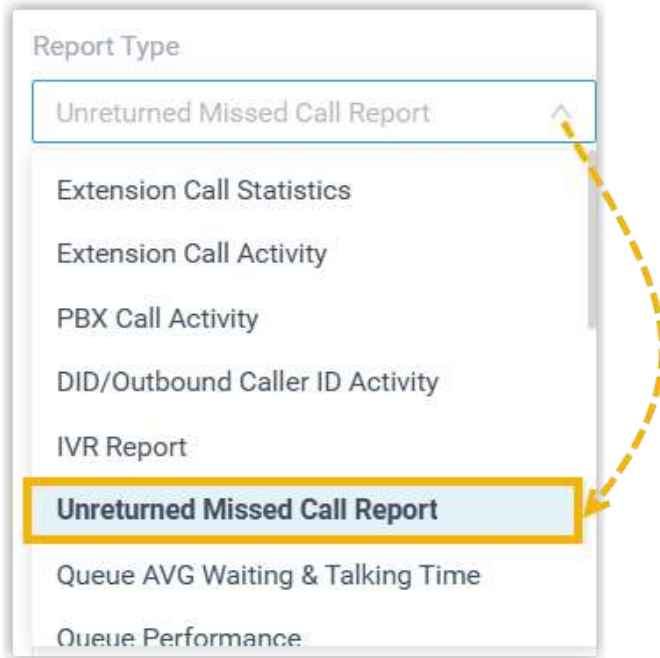 Report Type
Unreturned Missed Call Report
Extension Call Statistics
Extension Call Activity
PBX Call Activity
DID/Outbound Caller ID Activity
IVR Report
Unreturned Missed Call Report
Queue AVG Waiting & Talking Time
Queue Performance